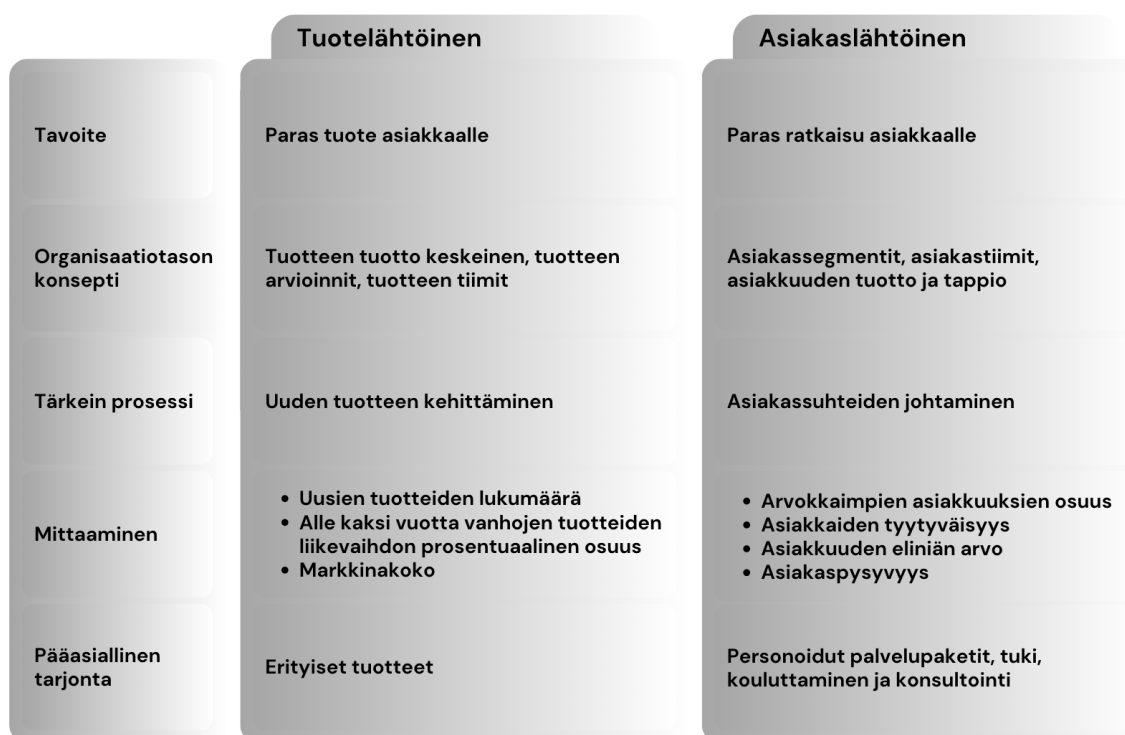 Tuotelähtöinen
Asiakaslähtöinen
Tavoite
Paras tuote asiakkaalle
Paras ratkaisu asiakkaalle
Organisaatiotason
konsepti
Tuotteen tuotto keskeinen, tuotteen
arvioinnit, tuotteen tiimit
Asiakassegmentit, asiakastiimit,
asiakkuuden tuotto ja tappio
Tärkein prosessi
Uuden tuotteen kehittäminen
Asiakassuhteiden johtaminen
Mittaaminen
• Uusien tuotteiden lukumäärä
• Alle kaksi vuotta vanhojen tuotteiden
liikevaihdon prosentuaalinen osuus
• Markkinakoko
• Arvokkaimpien asiakkuuksien osuus
• Asiakkaiden tyytyväisyys
• Asiakkuuden eliniän arvo
• Asiakaspysyvyys
Pääasiallinen
tarjonta
Erityiset tuotteet
Personoidut palvelupaketit, tuki,
kouluttaminen ja konsultointi